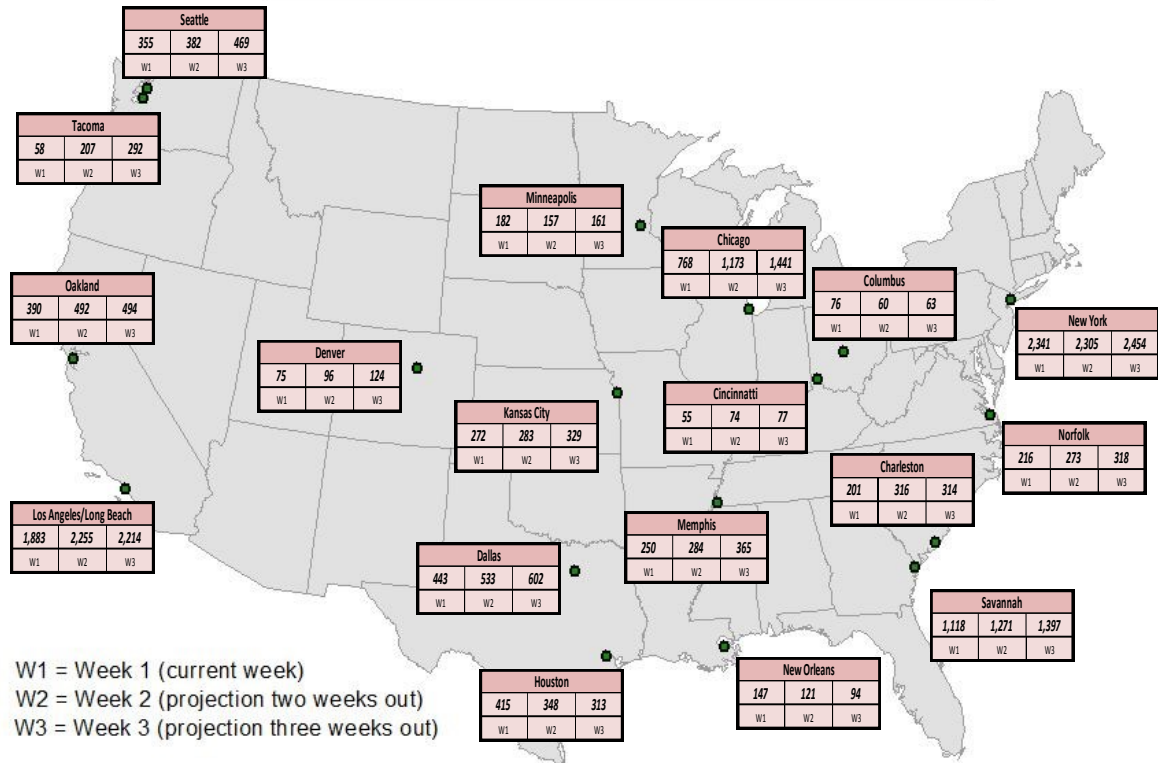 Seattle
355 382 469
W1 W2 W3
Tacoma
58 207 292
W1 W2 W3
Minneapolis
182 157 161
W1 W2 W3
Chicago
768 1,173 1,441
W1 W2 W3
Columbus
76 60 63
W1 W2 W3
Oakland
390 492 494
W1 W2 W3
New York
2,341 2,305 2,454
W1 W2 W3
Denver
75 96 124
W1 W2 W3
Cincinnatti
55 74 77
W1 W2 W3
Kansas City
272 283 329
W1 W2 W3
Norfolk
216 273 318
W1 W2 W3
Charleston
201 316 314
W1 W2 W3
Los Angeles/Long Beach
1,883 2,255 2,214
W1 W2 W3
Memphis
250 284 365
W1 W2 W3
Dallas
443 533 602
W1 W2 W3
Savannah
1,118 1,271 1,397
W1 W2 W3
New Orleans
147 121 94
W1 W2 W3
Houston
415 348 313
W1 W2 W3
W1 = Week 1 (current week)
W2 = Week 2 (projection two weeks out)
W3 = Week 3 (projection three weeks out)